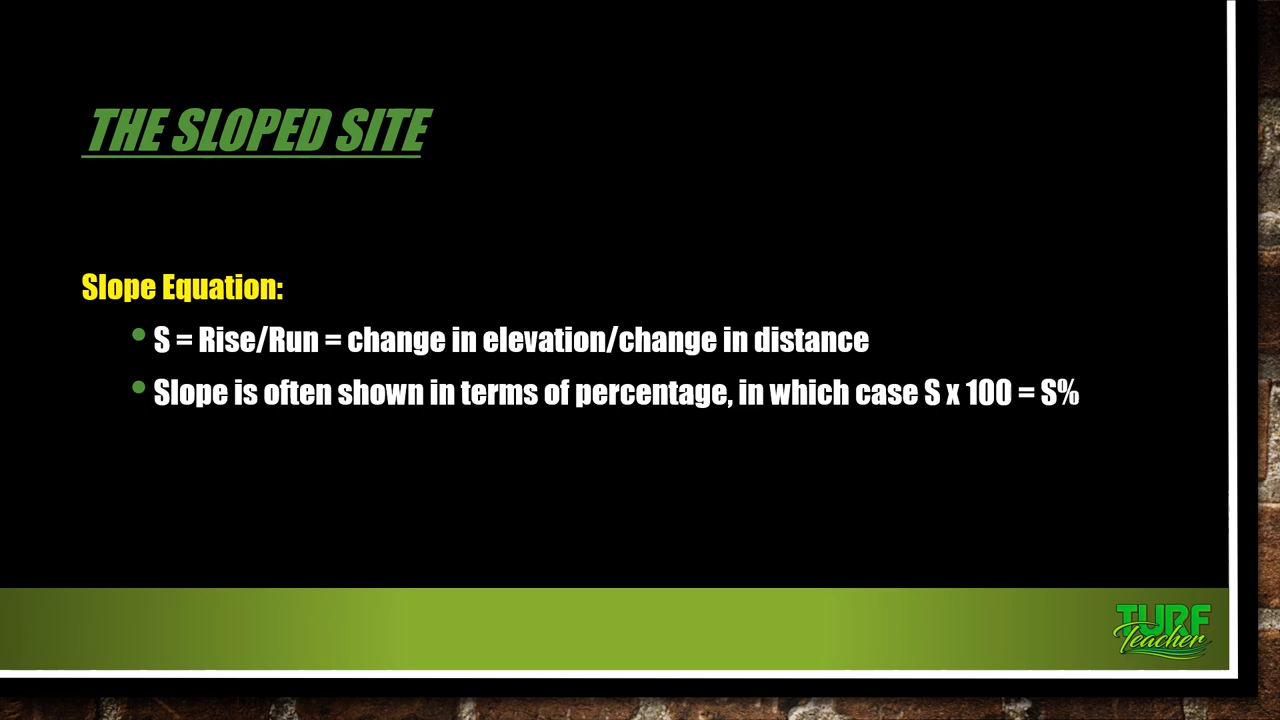 THE SLOPED SITE
Slope Equation:
S = Rise/Run = change in elevation/change in distance
Slope is often shown in terms of percentage, in which case S x 100 = S%
TURF
Teacher